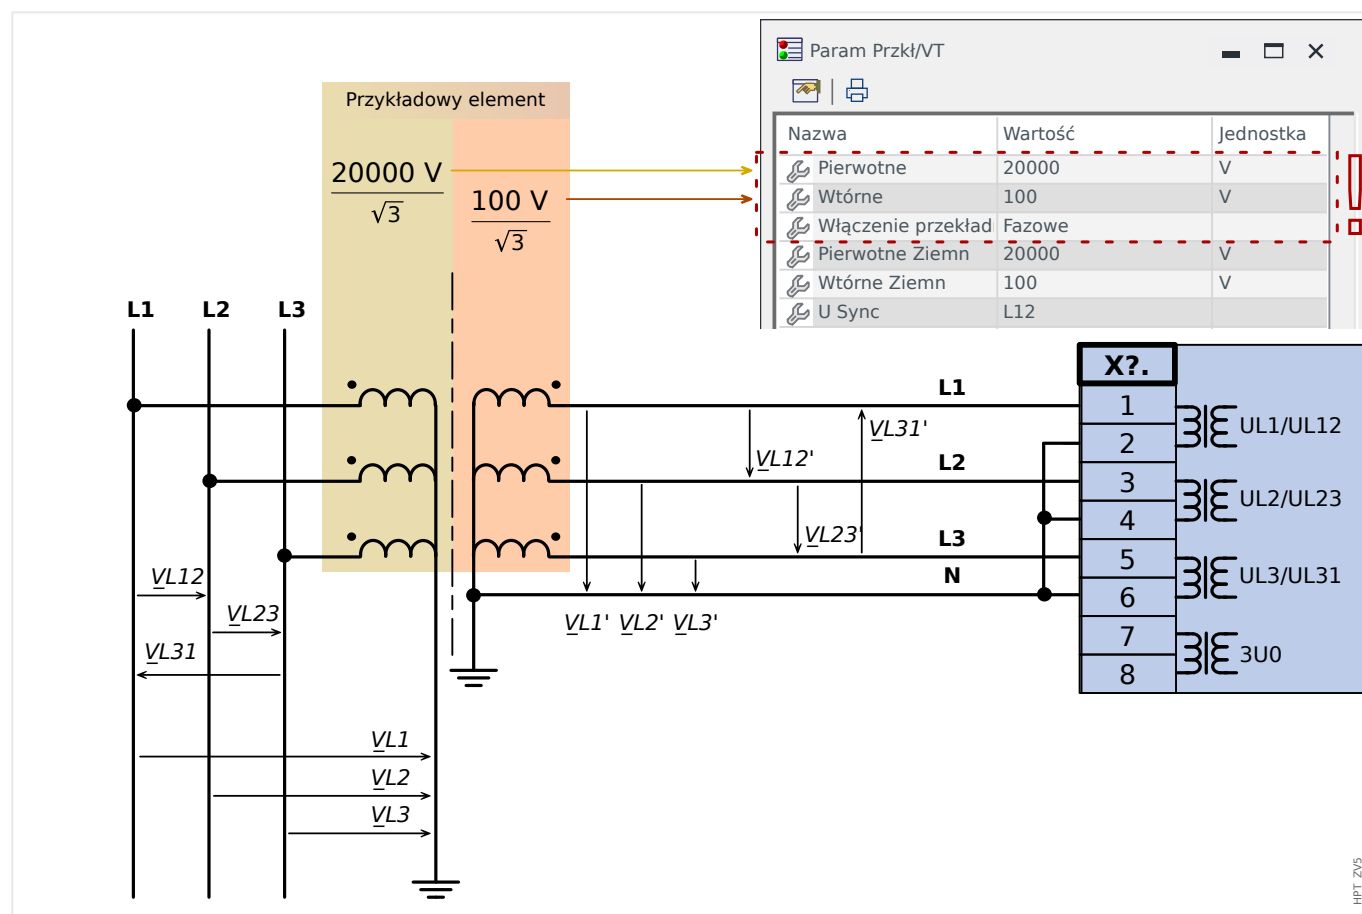 Param Przkł/VT
Nazwa Wartość Jednostka
Pierwotne 20000 V
Wtórne 100 V
Włączenie przekład Fazowe
Pierwotne Ziemn 20000 V
Wtórne Ziemn 100 V
U Sync L12
!
Przykładowy element
20000 V
√3
100 V
√3
L1 L2 L3
X?.
L1
1
VL31'
UL1/UL12
2
VL12'
L2
3
UL2/UL23
4
VL23'
L3
5
N
UL3/UL31
6
VL12
VL23
VL1' VL2' VL3'
7
VL31
3U0
8
VL1
VL2
VL3
HPT_ZV5